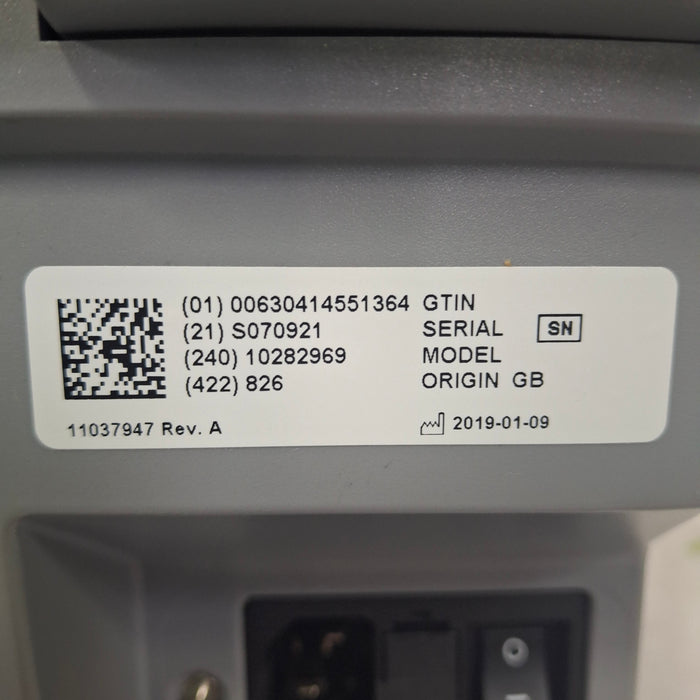 (01) 00630414551364 GTIN
(21) S070921 SERIAL SN
(240) 10282969 MODEL
(422) 826 ORIGIN GB
11037947 Rev. A 2019-01-09